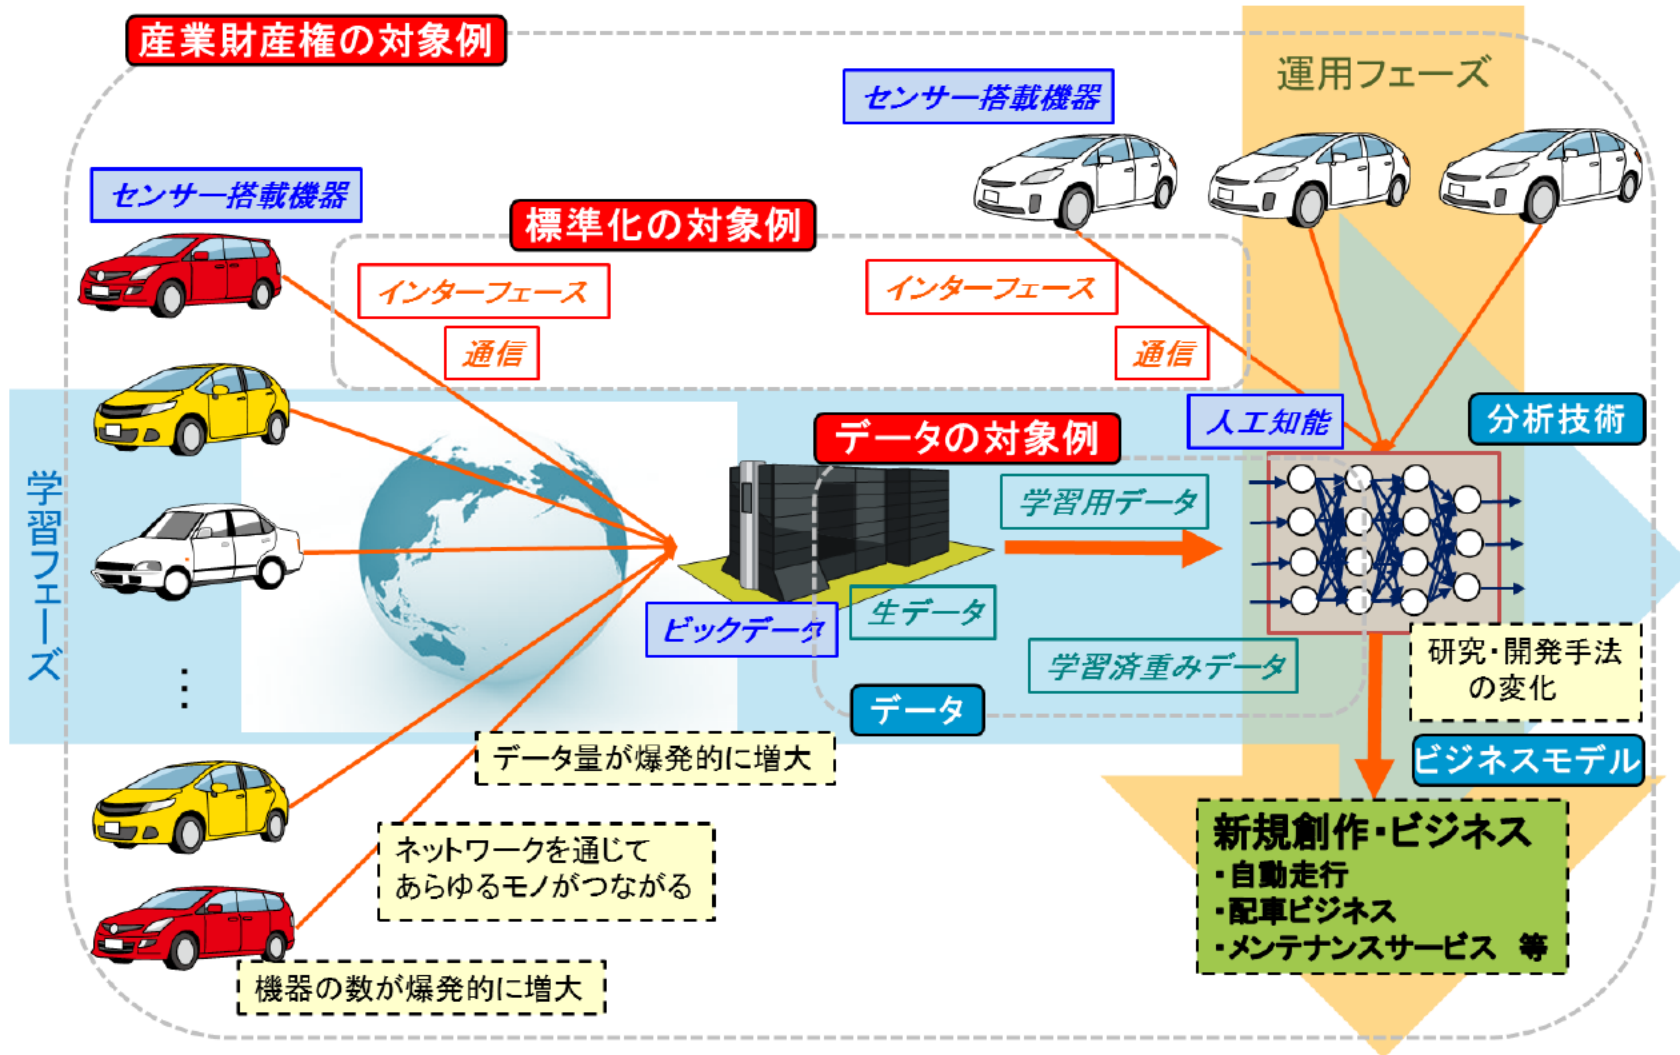 産業財産権の対象例
運用フェーズ
センサー搭載機器
センサー搭載機器
標準化の対象例
インターフェース
通信
インターフェース
通信
学習フェーズ
データの対象例
人工知能
分析技術
学習用データ
生データ
ビックデータ
学習済重みデータ
データ
研究・開発手法
の変化
ビジネスモデル
データ量が爆発的に増大
ネットワークを通じて
あらゆるモノがつながる
機器の数が爆発的に増大
新規創作・ビジネス
・自動走行
・配車ビジネス
・メンテナンスサービス 等